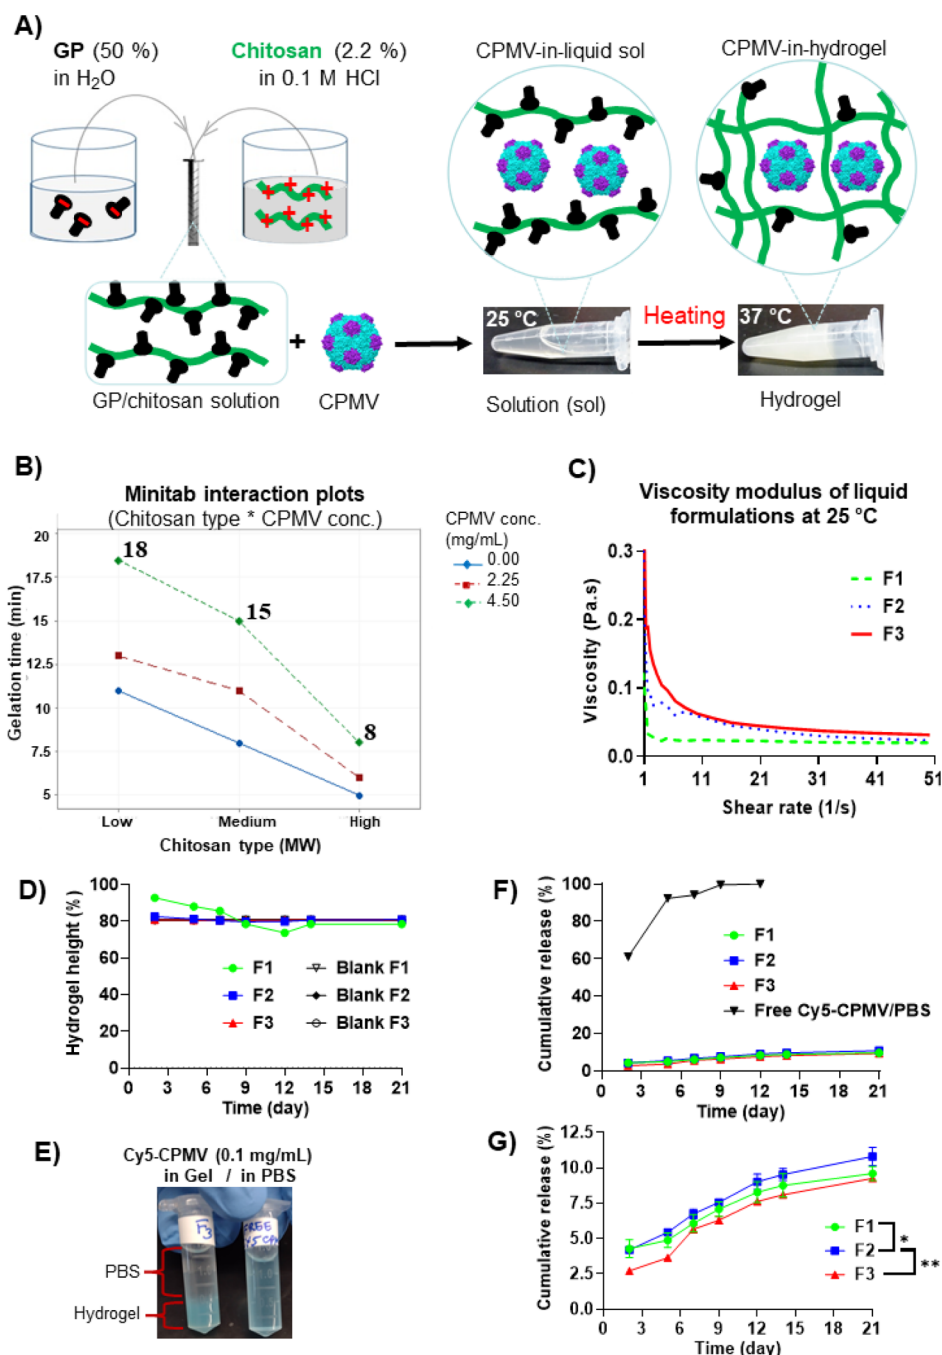 A)
GP (50 %)
in H₂O
Chitosan (2.2 %)
in 0.1 M HCl
CPMV-in-liquid sol
CPMV-in-hydrogel
GP/chitosan solution
+
CPMV
25 °C
Solution (sol)
Heating
37 °C
Hydrogel
B)
Minitab interaction plots
(Chitosan type * CPMV conc.)
CPMV conc.
(mg/mL)
0.00
2.25
4.50
Gelation time (min)
20
17.5
15
12.5
10
7.5
5
18
15
8
Low
Medium
High
Chitosan type (MW)
C)
Viscosity modulus of liquid
formulations at 25 °C
Viscosity (Pa.s)
0.3
0.2
0.1
0.0
F1
F2
F3
1 11 21 31 41 51
Shear rate (1/s)
D)
Hydrogel height (%)
100
80
60
40
20
0
F1
F2
F3
Blank F1
Blank F2
Blank F3
0 3 6 9 12 15 18 21
Time (day)
E)
Cy5-CPMV (0.1 mg/mL)
in Gel / in PBS
F3
FREE
PBS
Hydrogel
F)
Cumulative release (%)
100
80
60
40
20
0
F1
F2
F3
Free Cy5-CPMV/PBS
0 3 6 9 12 15 18 21
Time (day)
G)
Cumulative release (%)
12.5
10.0
7.5
5.0
2.5
0.0
F1
F2
F3
*
**
0 3 6 9 12 15 18 21
Time (day)